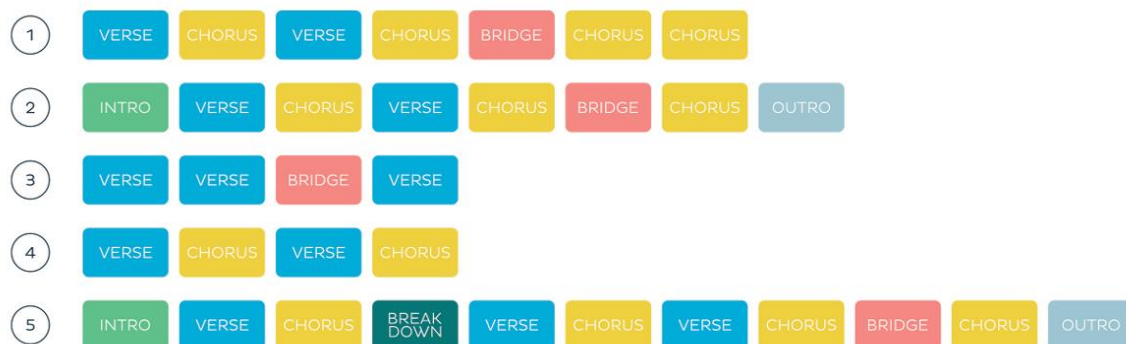 1 VERSE CHORUS VERSE CHORUS BRIDGE CHORUS CHORUS
2 INTRO VERSE CHORUS VERSE CHORUS BRIDGE CHORUS OUTRO
3 VERSE VERSE BRIDGE VERSE
4 VERSE CHORUS VERSE CHORUS
5 INTRO VERSE CHORUS BREAK DOWN VERSE CHORUS VERSE CHORUS BRIDGE CHORUS OUTRO